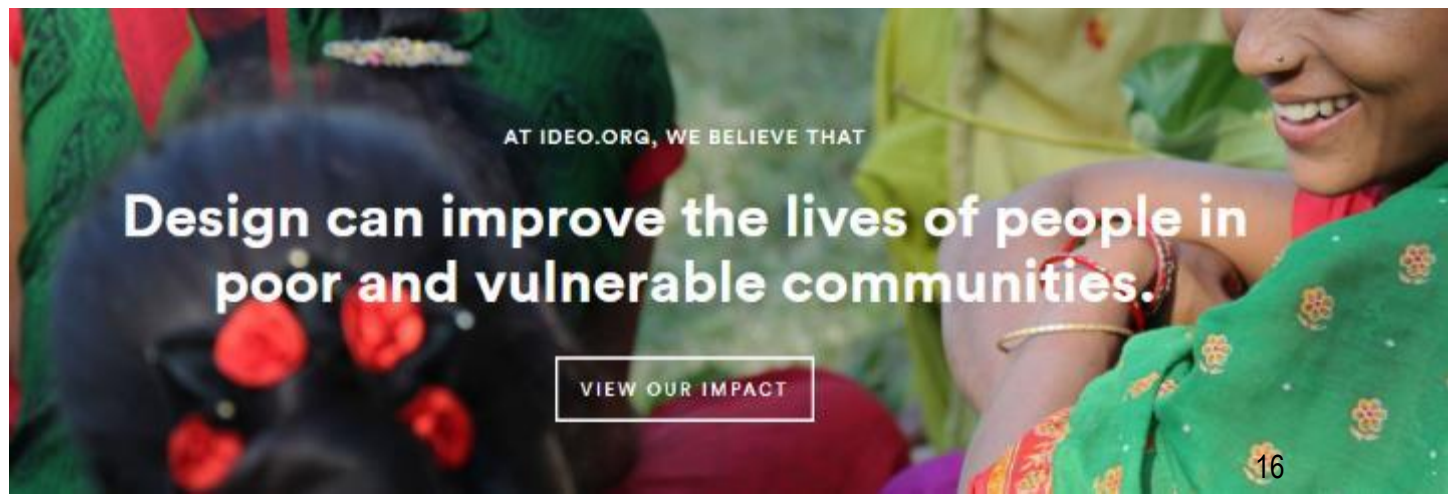 AT IDEO.ORG, WE BELIEVE THAT
Design can improve the lives of people in
poor and vulnerable communities.
VIEW OUR IMPACT
16